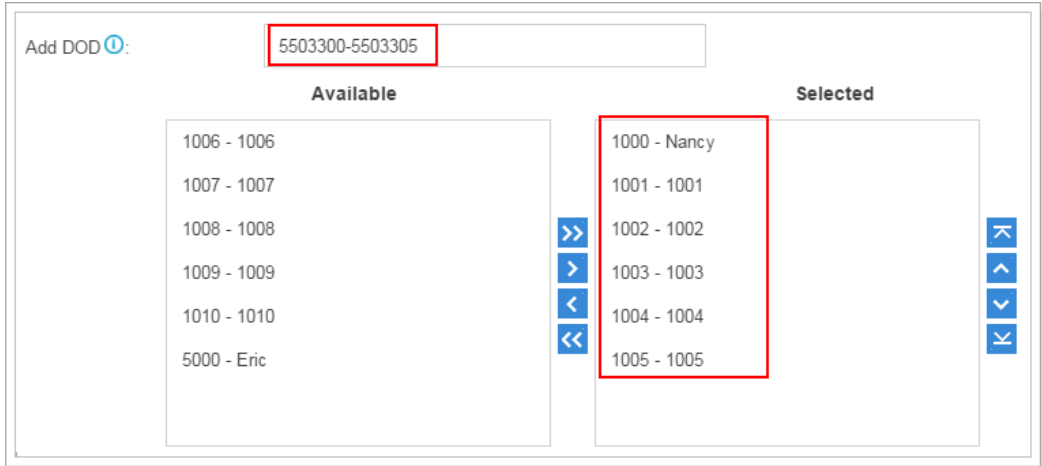 Add DOD i:
5503300-5503305
Available
Selected
1006 - 1006
1007 - 1007
1008 - 1008
1009 - 1009
1010 - 1010
5000 - Eric
1000 - Nancy
1001 - 1001
1002 - 1002
1003 - 1003
1004 - 1004
1005 - 1005